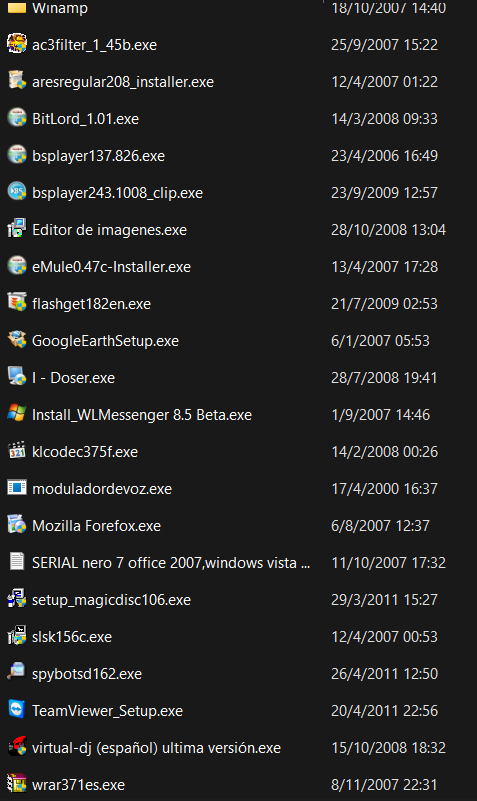 Winamp 18/10/2007 14:40
ac3filter_1_45b.exe 25/9/2007 15:22
aresregular208_installer.exe 12/4/2007 01:22
BitLord_1.01.exe 14/3/2008 09:33
bsplayer137.826.exe 23/4/2006 16:49
bsplayer243.1008_clip.exe 23/9/2009 12:57
Editor de imagenes.exe 28/10/2008 13:04
eMule0.47c-Installer.exe 13/4/2007 17:28
flashget182en.exe 21/7/2009 02:53
GoogleEarthSetup.exe 6/1/2007 05:53
I - Doser.exe 28/7/2008 19:41
Install_WLMessenger 8.5 Beta.exe 1/9/2007 14:46
klcodec375f.exe 14/2/2008 00:26
moduladordevoz.exe 17/4/2000 16:37
Mozilla Forefox.exe 6/8/2007 12:37
SERIAL nero 7 office 2007,windows vista ... 11/10/2007 17:32
setup_magicdisc106.exe 29/3/2011 15:27
slsk156c.exe 12/4/2007 00:53
spybotsd162.exe 26/4/2011 12:50
TeamViewer_Setup.exe 20/4/2011 22:56
virtual-dj (español) ultima versión.exe 15/10/2008 18:32
wrar371es.exe 8/11/2007 22:31